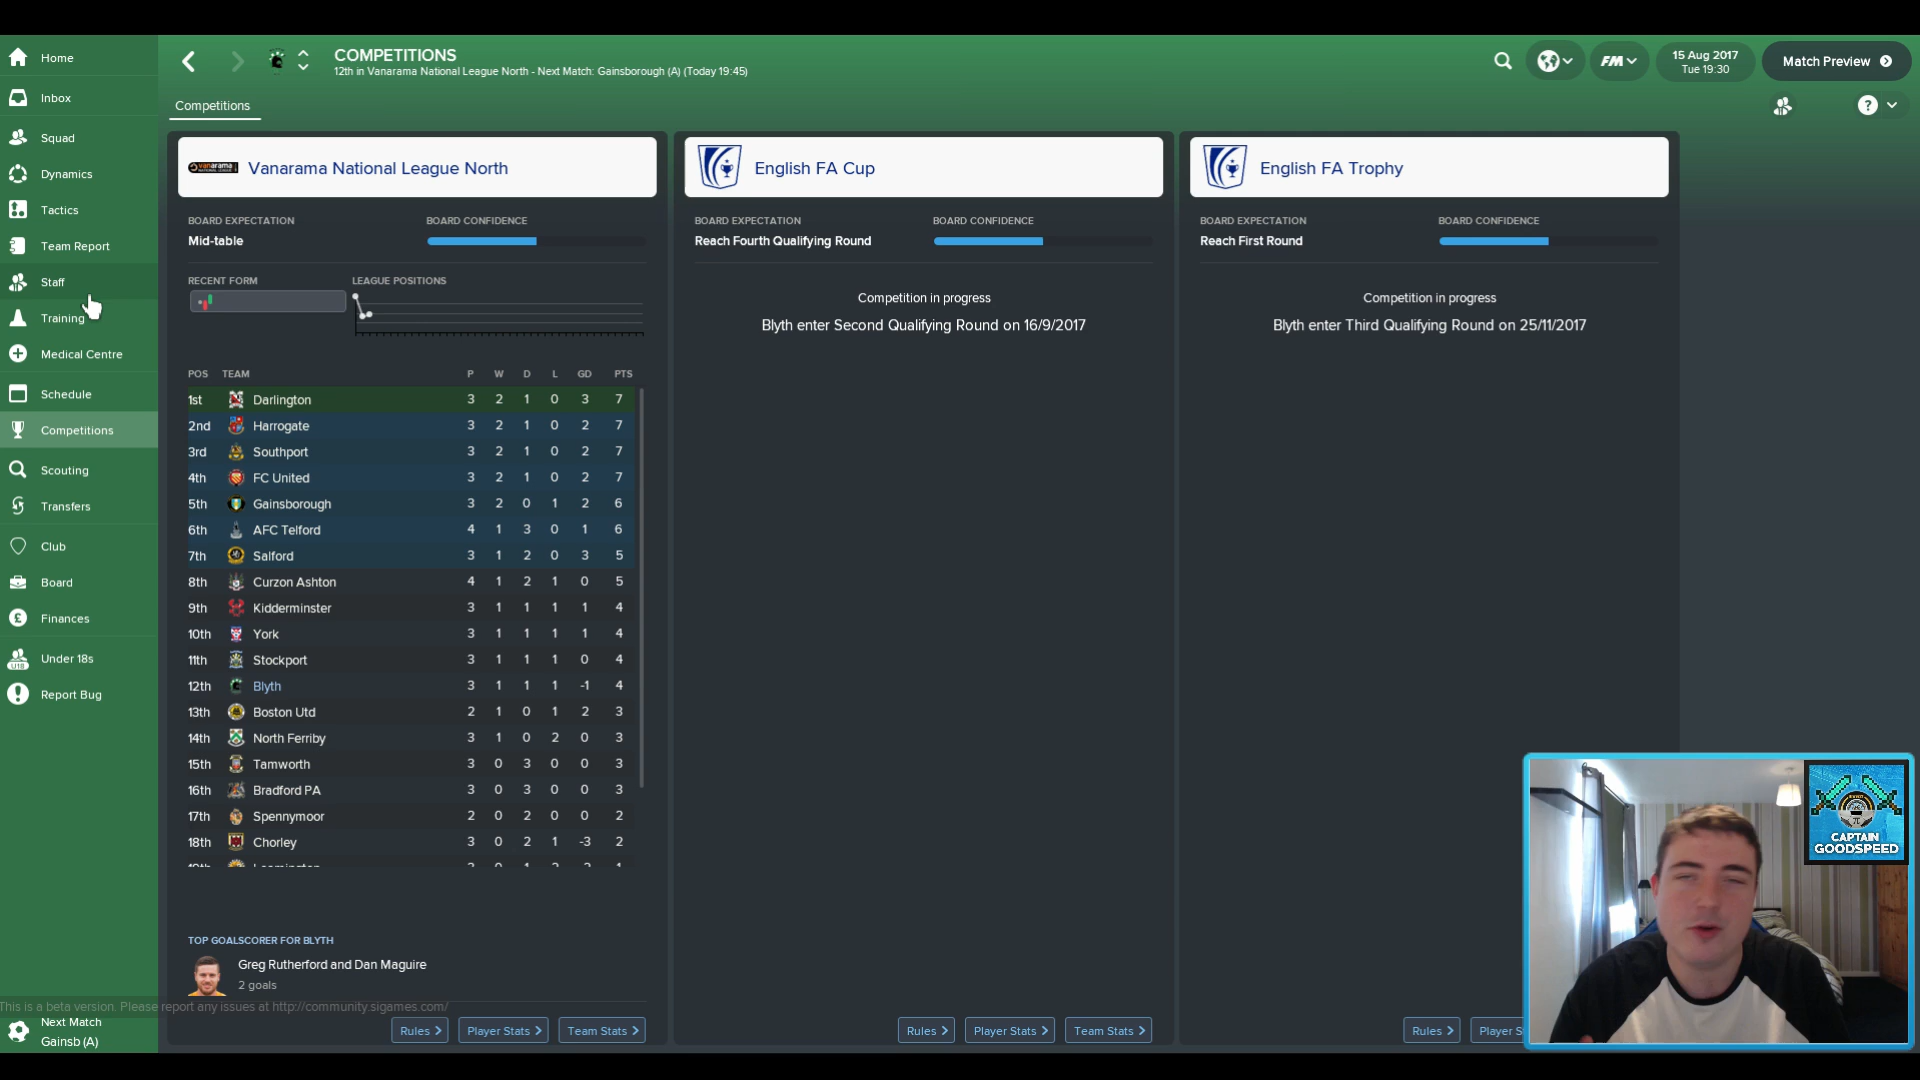 Home
Inbox
Squad
Dynamics
Tactics
Team Report
Staff
Training
Medical Centre
Schedule
Competitions
Scouting
Transfers
Club
Board
Finances
Under 18s
Report Bug
Next Match
Gainsb (A)
COMPETITIONS
12th in Vanarama National League North - Next Match: Gainsborough (A) (Today 19:45)
FM
15 Aug 2017
Tue 19:30
Match Preview
Competitions
?
Vanarama National League North
BOARD EXPECTATION BOARD CONFIDENCE
Mid-table
RECENT FORM LEAGUE POSITIONS
POS TEAM P W D L GD PTS
1st Darlington 3 2 1 0 3 7
2nd Harrogate 3 2 1 0 2 7
3rd Southport 3 2 1 0 2 7
4th FC United 3 2 1 0 2 7
5th Gainsborough 3 2 0 1 2 6
6th AFC Telford 4 1 3 0 1 6
7th Salford 3 1 2 0 3 5
8th Curzon Ashton 4 1 2 1 0 5
9th Kidderminster 3 1 1 1 1 4
10th York 3 1 1 1 1 4
11th Stockport 3 1 1 1 0 4
12th Blyth 3 1 1 1 -1 4
13th Boston Utd 2 1 0 1 2 3
14th North Ferriby 3 1 0 2 0 3
15th Tamworth 3 0 3 0 0 3
16th Bradford PA 3 0 3 0 0 3
17th Spennymoor 2 0 2 0 0 2
18th Chorley 3 0 2 1 -3 2
TOP GOALSCORER FOR BLYTH
Greg Rutherford and Dan Maguire
2 goals
This is a beta version. Please report any issues at http://community.sigames.com/
Rules Player Stats Team Stats
English FA Cup
BOARD EXPECTATION BOARD CONFIDENCE
Reach Fourth Qualifying Round
Competition in progress
Blyth enter Second Qualifying Round on 16/9/2017
Rules Player Stats Team Stats
English FA Trophy
BOARD EXPECTATION BOARD CONFIDENCE
Reach First Round
Competition in progress
Blyth enter Third Qualifying Round on 25/11/2017
Rules Player S
CAPTAIN
GOODSPEED